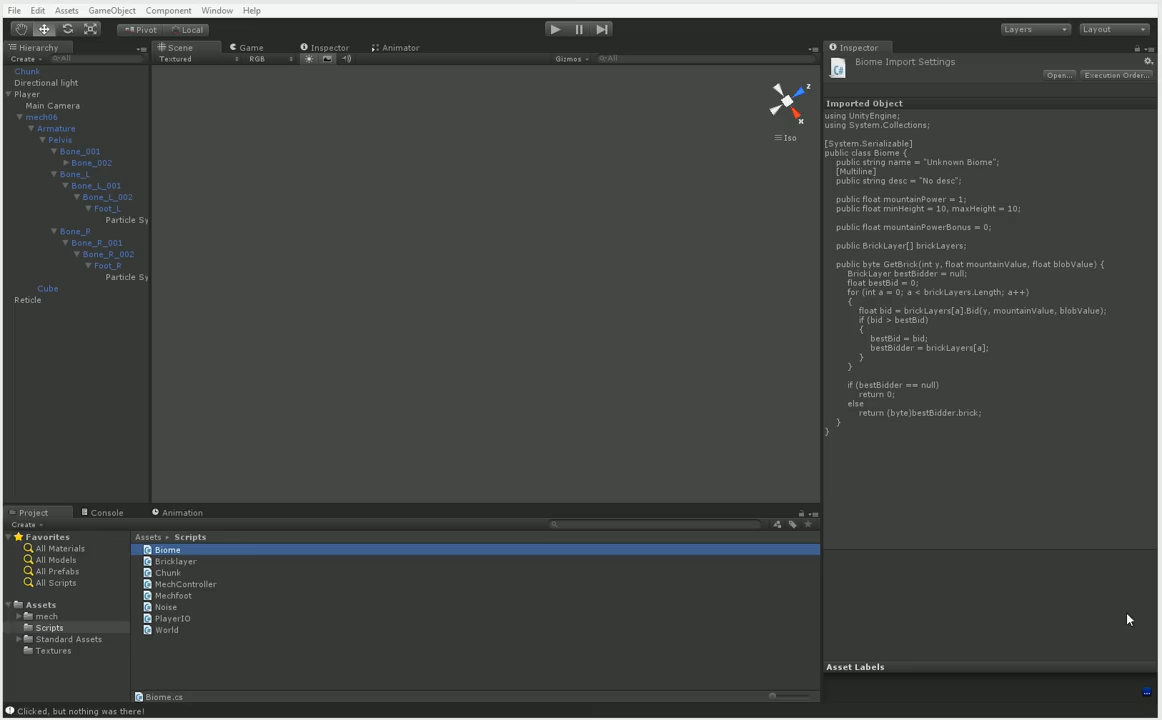 File Edit Assets GameObject Component Window Help
Pivot Local Layers Layout
Hierarchy Scene Game Inspector Animator Inspector
Create All Textured RGB Gizmos All
Biome Import Settings
Open... Execution Order...
Chunk
Directional light
Player
Main Camera
mech06
Armature
Pelvis
Bone_001
Bone_002
Bone_L
Bone_L_001
Bone_L_002
Foot_L
Particle Sy
Bone_R
Bone_R_001
Bone_R_002
Foot_R
Particle Sy
Cube
Reticle
z
x
Iso
Imported Object
using UnityEngine;
using System.Collections;
[System.Serializable]
public class Biome {
public string name = "Unknown Biome";
[Multiline]
public string desc = "No desc";
public float mountainPower = 1;
public float minHeight = 10, maxHeight = 10;
public float mountainPowerBonus = 0;
public BrickLayer[] brickLayers;
public byte GetBrick(int y, float mountainValue, float blobValue) {
BrickLayer bestBidder = null;
float bestBid = 0;
for (int a = 0; a < brickLayers.Length; a++)
{
float bid = brickLayers[a].Bid(y, mountainValue, blobValue);
if (bid > bestBid)
{
bestBid = bid;
bestBidder = brickLayers[a];
}
}
if (bestBidder == null)
return 0;
else
return (byte)bestBidder.brick;
}
}
Project Console Animation
Create
Favorites
All Materials
All Models
All Prefabs
All Scripts
Assets
mech
Scripts
Standard Assets
Textures
Assets Scripts
Biome
Bricklayer
Chunk
MechController
Mechfoot
Noise
PlayerIO
World
Biome.cs
Asset Labels
Clicked, but nothing was there!